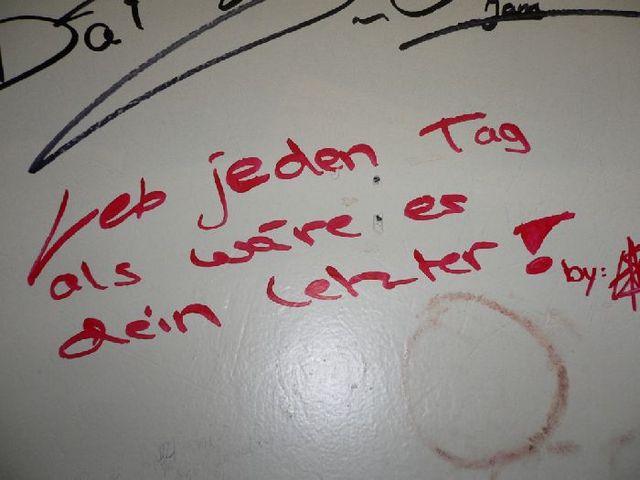 Leb jeden Tag
als wäre es
dein letzter!
by: